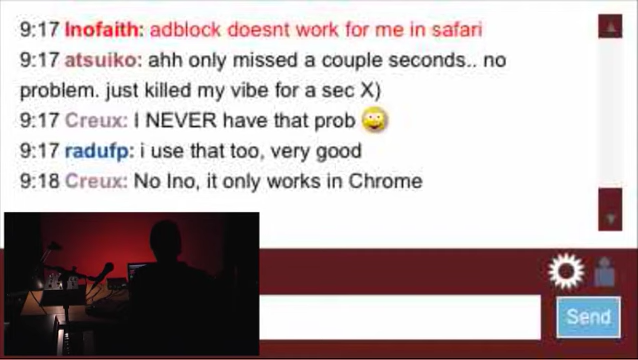 9:17 Inofaith: adblock doesnt work for me in safari
9:17 atsuiko: ahh only missed a couple seconds.. no
problem. just killed my vibe for a sec X)
9:17 Creux: I NEVER have that prob
9:17 radufp: i use that too, very good
9:18 Creux: No Ino, it only works in Chrome
Send